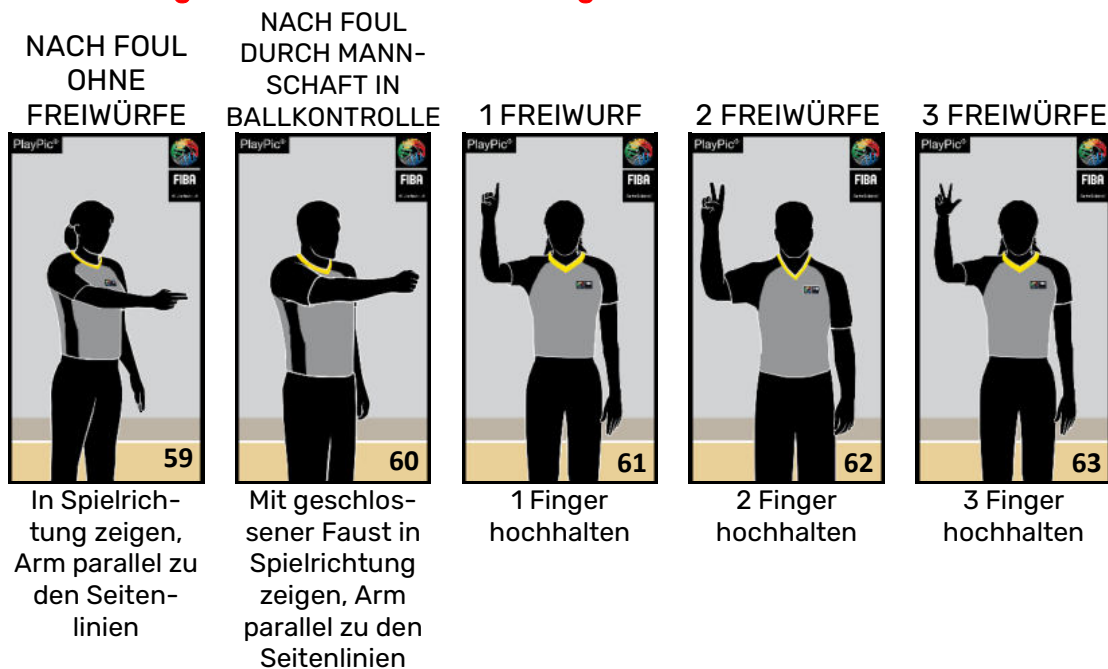 NACH FOUL
OHNE
FREIWÜRFE
NACH FOUL
DURCH MANN-
SCHAFT IN
BALLKONTROLLE
1 FREIWURF
2 FREIWÜRFE
3 FREIWÜRFE
PlayPic®
FIBA
59
PlayPic®
FIBA
60
PlayPic®
FIBA
61
PlayPic®
FIBA
62
PlayPic®
FIBA
63
In Spielrich-
tung zeigen,
Arm parallel zu
den Seiten-
linien
Mit geschlos-
sener Faust in
Spielrichtung
zeigen, Arm
parallel zu den
Seitenlinien
1 Finger
hochhalten
2 Finger
hochhalten
3 Finger
hochhalten